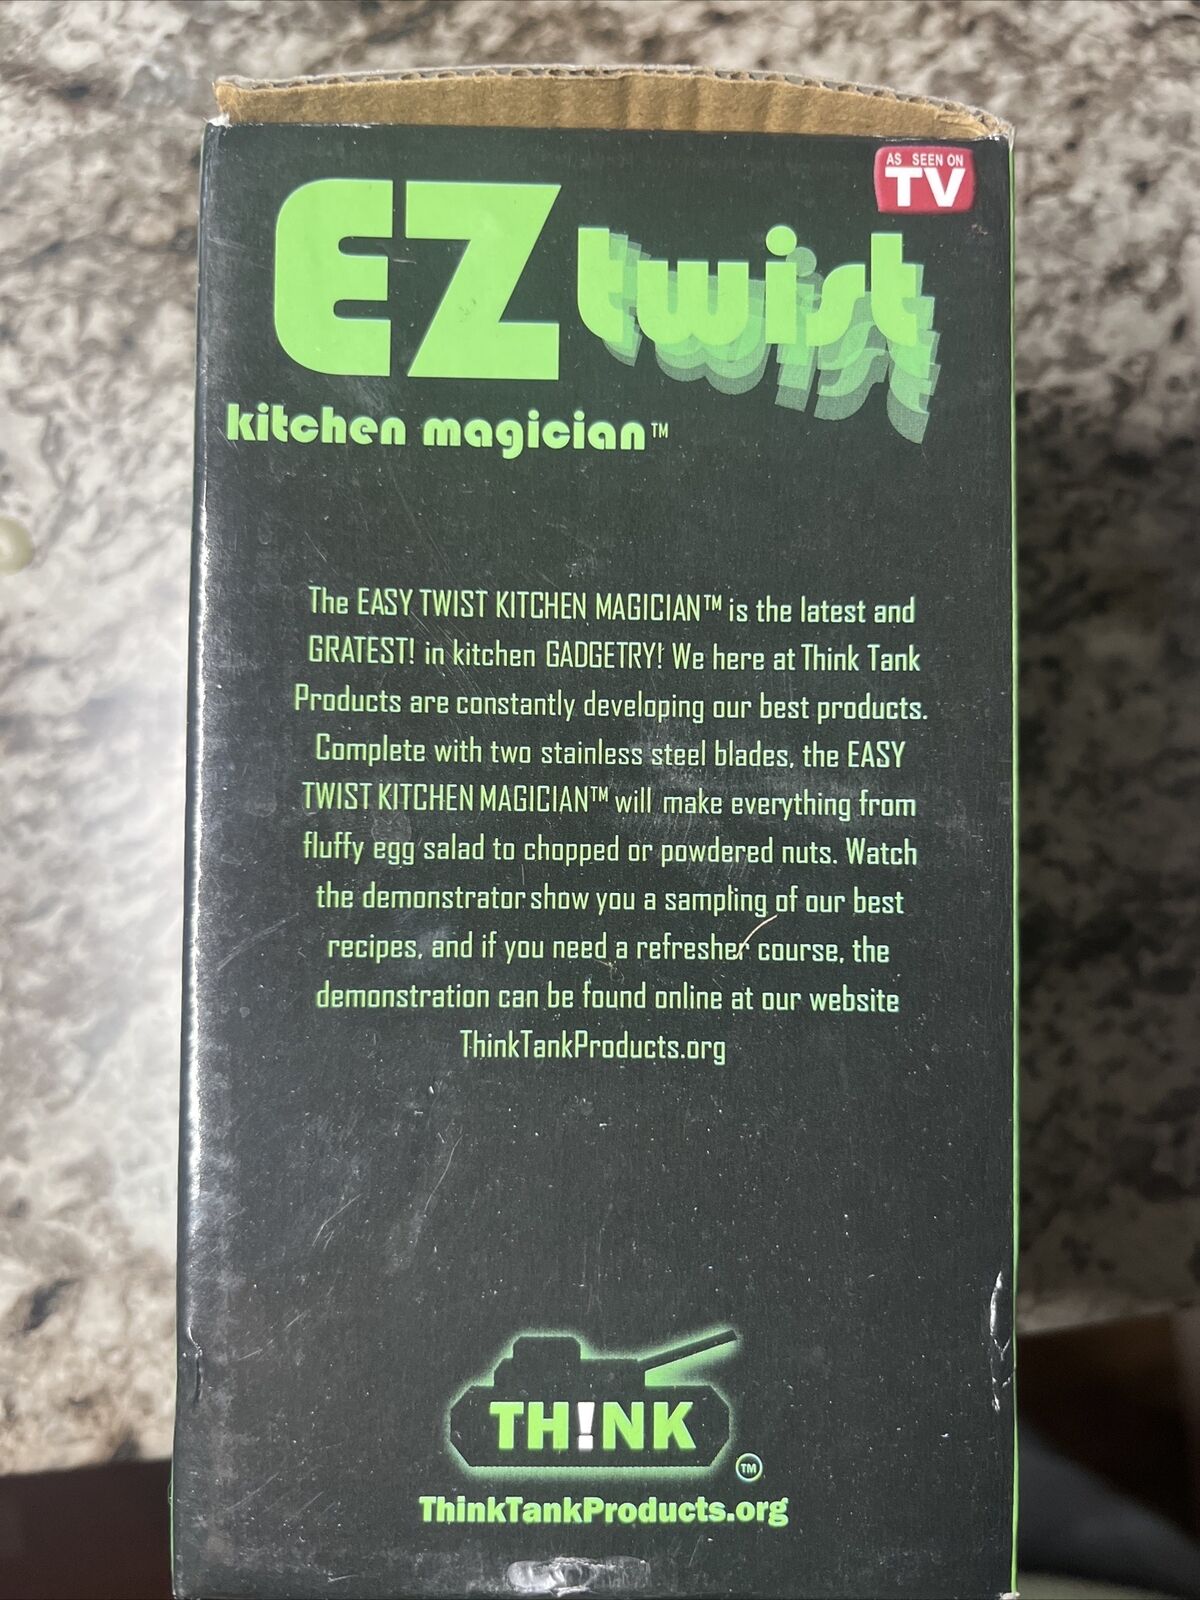 AS SEEN ON
TV
EZ twist
kitchen magician™
The EASY TWIST KITCHEN MAGICIAN™ is the latest and
GRATEST! in kitchen GADGETRY! We here at Think Tank
Products are constantly developing our best products.
Complete with two stainless steel blades, the EASY
TWIST KITCHEN MAGICIAN™ will make everything from
fluffy egg salad to chopped or powdered nuts. Watch
the demonstrator show you a sampling of our best
recipes, and if you need a refresher course, the
demonstration can be found online at our website
ThinkTankProducts.org
TH!NK
TM
ThinkTankProducts.org